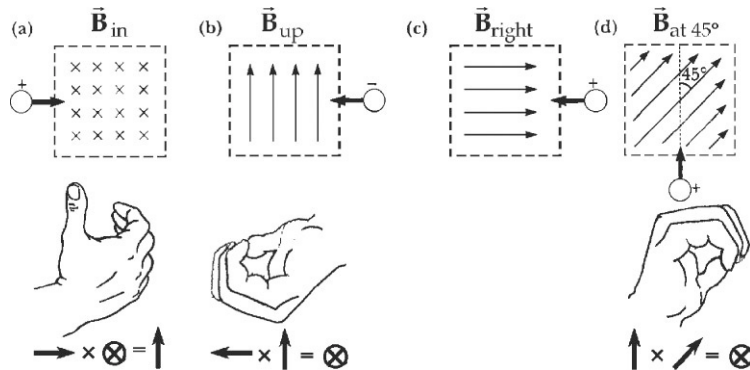 (a) B⃗ in (b) B⃗ up (c) B⃗ right (d) B⃗ at 45°
+ − + 45°
+
→ × ⊗ = ↑ ← × ↑ = ⊗ ↑ × ↗ = ⊗